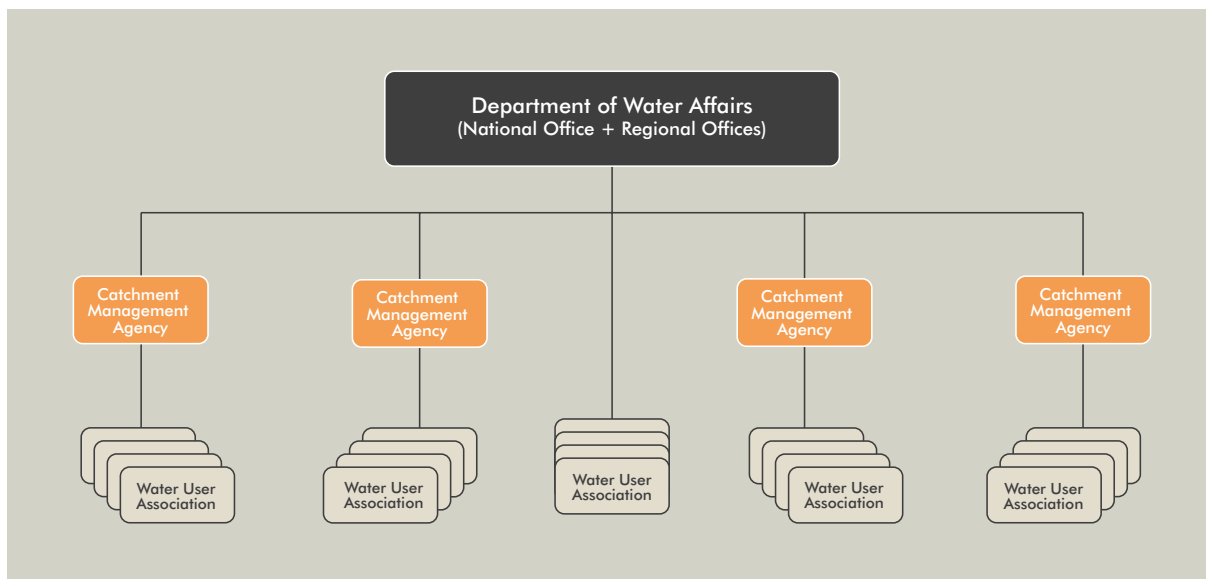 Department of Water Affairs
(National Office + Regional Offices)
Catchment
Management
Agency
Catchment
Management
Agency
Catchment
Management
Agency
Catchment
Management
Agency
Water User
Association
Water User
Association
Water User
Association
Water User
Association
Water User
Association